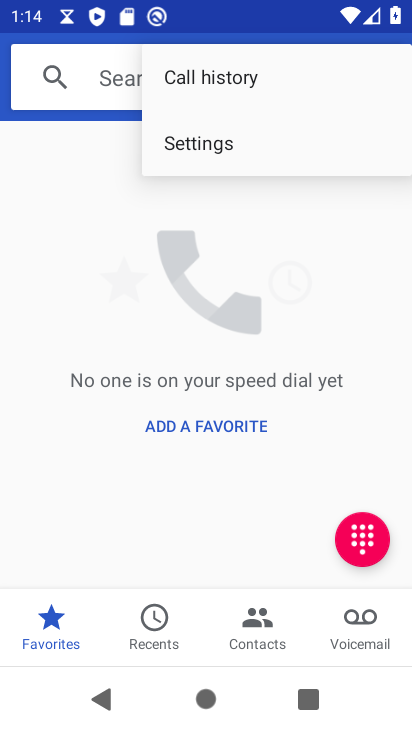 1:14
Sear
Call history
Settings
No one is on your speed dial yet
ADD A FAVORITE
Favorites
Recents
Contacts
Voicemail